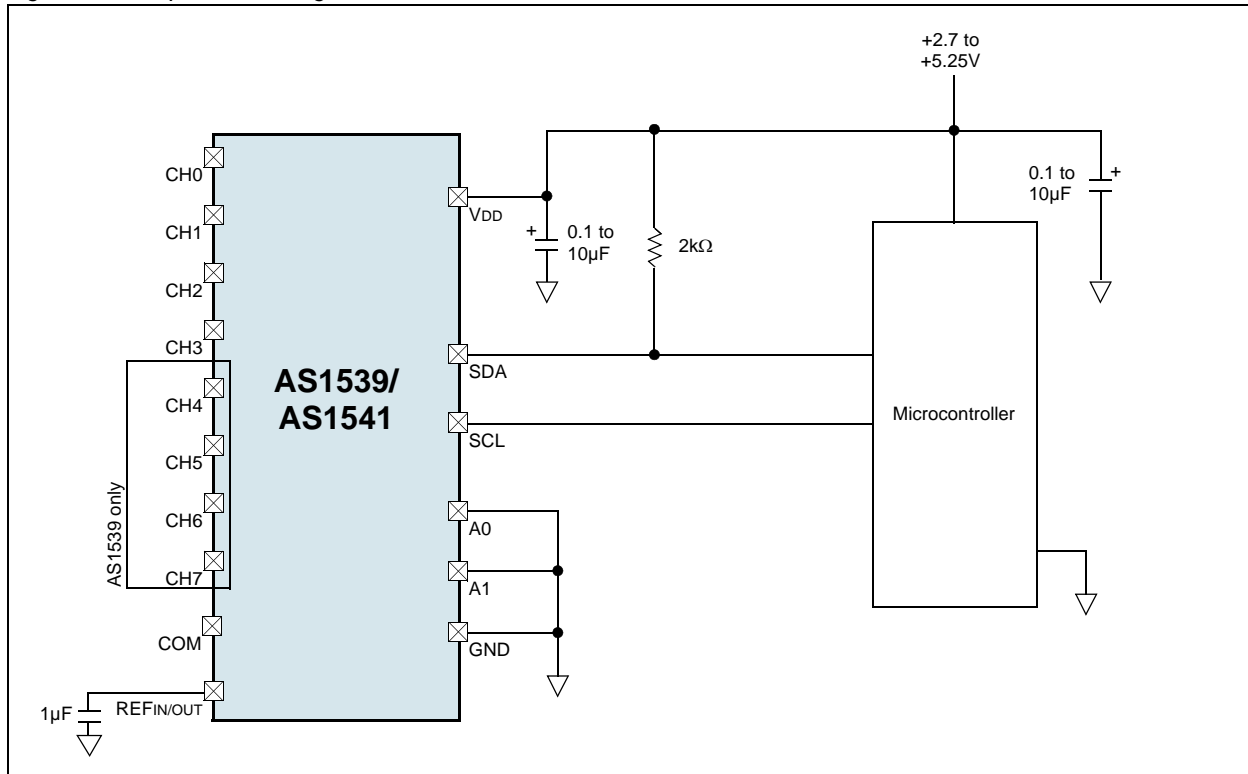 +2.7 to
+5.25V
CH0
CH1
CH2
CH3
CH4
CH5
CH6
CH7
AS1539 only
COM
REFIN/OUT
1µF
AS1539/
AS1541
VDD
SDA
SCL
A0
A1
GND
+
0.1 to
10µF
2kΩ
Microcontroller
0.1 to
10µF
+